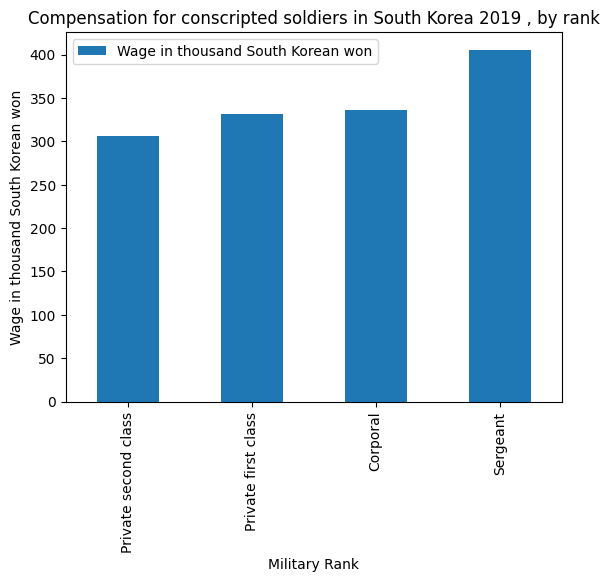 Compensation for conscripted soldiers in South Korea 2019 , by rank
Wage in thousand South Korean won
400
350
300
250
200
150
100
50
0
Wage in thousand South Korean won
Private second class
Private first class
Corporal
Sergeant
Military Rank